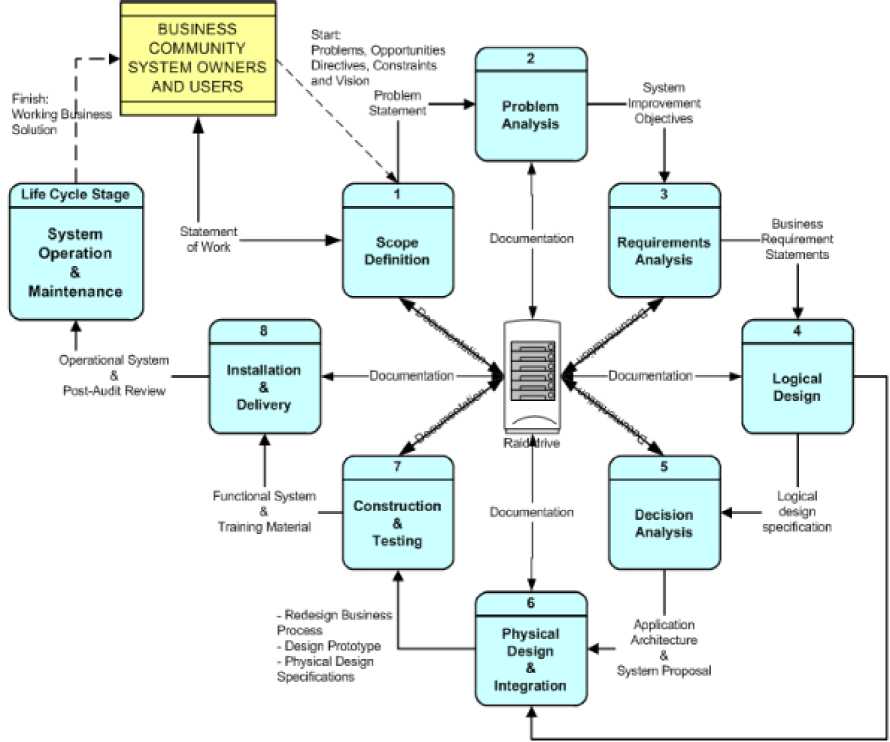 BUSINESS
COMMUNITY
SYSTEM OWNERS
AND USERS
Start:
Problems, Opportunities
Directives, Constraints
and Vision
Finish:
Working Business
Solution
Problem
Statement
2
Problem
Analysis
System
Improvement
Objectives
Life Cycle Stage
System
Operation
&
Maintenance
Statement
of Work
1
Scope
Definition
Documentation
3
Requirements
Analysis
Business
Requirement
Statements
Documentation
Documentation
8
Installation
&
Delivery
Operational System
&
Post-Audit Review
Documentation
Documentation
4
Logical
Design
Documentation
Documentation
Raid drive
7
Construction
&
Testing
Functional System
&
Training Material
Documentation
5
Decision
Analysis
Logical
design
specification
- Redesign Business
Process
- Design Prototype
- Physical Design
Specifications
6
Physical
Design
&
Integration
Application
Architecture
&
System Proposal